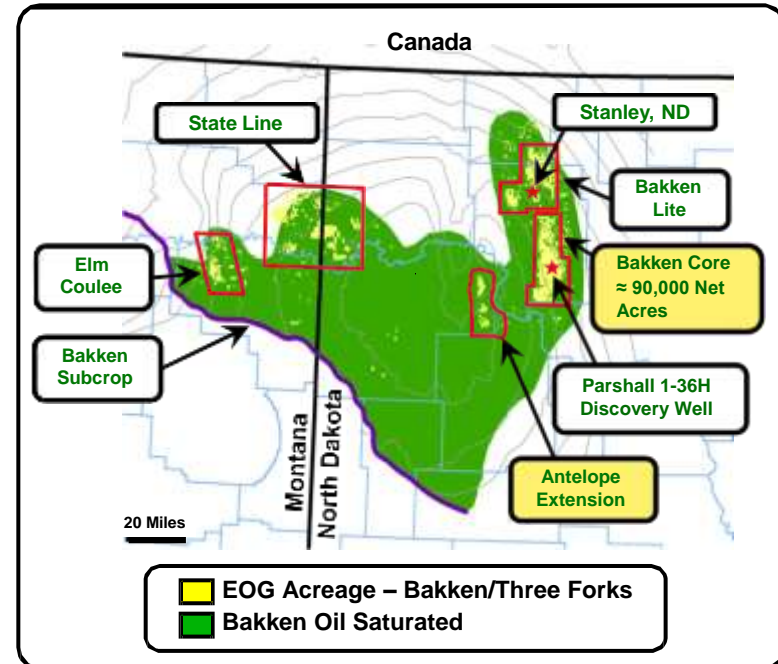 Canada
State Line
Stanley, ND
Bakken
Lite
Elm
Coulee
Bakken Core
≈ 90,000 Net
Acres
Bakken
Subcrop
Parshall 1-36H
Discovery Well
Montana
North Dakota
Antelope
Extension
20 Miles
EOG Acreage – Bakken/Three Forks
Bakken Oil Saturated